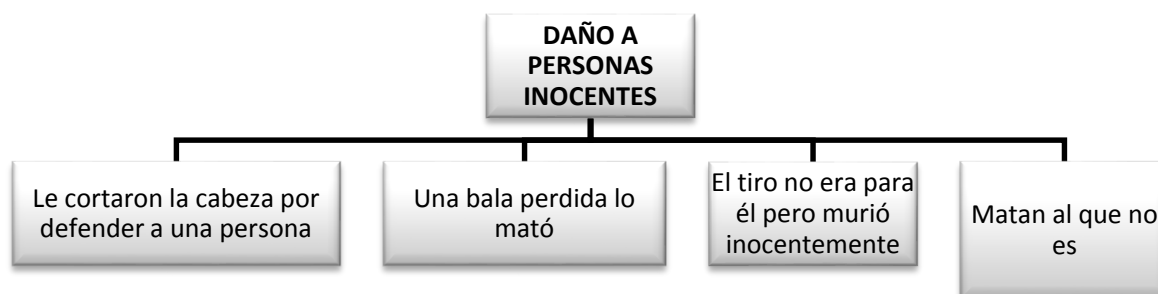 DAÑO A
PERSONAS
INOCENTES
Le cortaron la cabeza por
defender a una persona
Una bala perdida lo
mató
El tiro no era para
él pero murió
inocentemente
Matan al que no
es